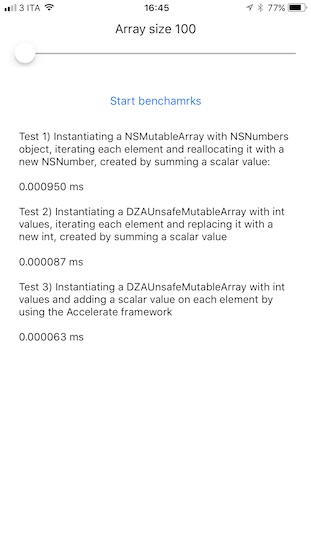 3 ITA 16:45 77%
Array size 100
Start benchamrks
Test 1) Instantiating a NSMutableArray with NSNumbers
object, iterating each element and reallocating it with a
new NSNumber, created by summing a scalar value:
0.000950 ms
Test 2) Instantiating a DZAUnsafeMutableArray with int
values, iterating each element and replacing it with a
new int, created by summing a scalar value
0.000087 ms
Test 3) Instantiating a DZAUnsafeMutableArray with int
values and adding a scalar value on each element by
using the Accelerate framework
0.000063 ms